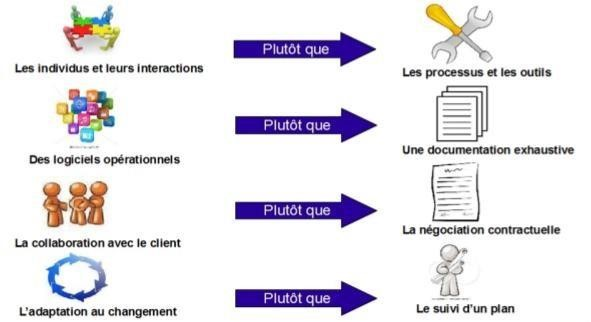 Plutôt que
Les individus et leurs interactions
Les processus et les outils
Plutôt que
Des logiciels opérationnels
Une documentation exhaustive
Plutôt que
La collaboration avec le client
La négociation contractuelle
Plutôt que
L'adaptation au changement
Le suivi d'un plan